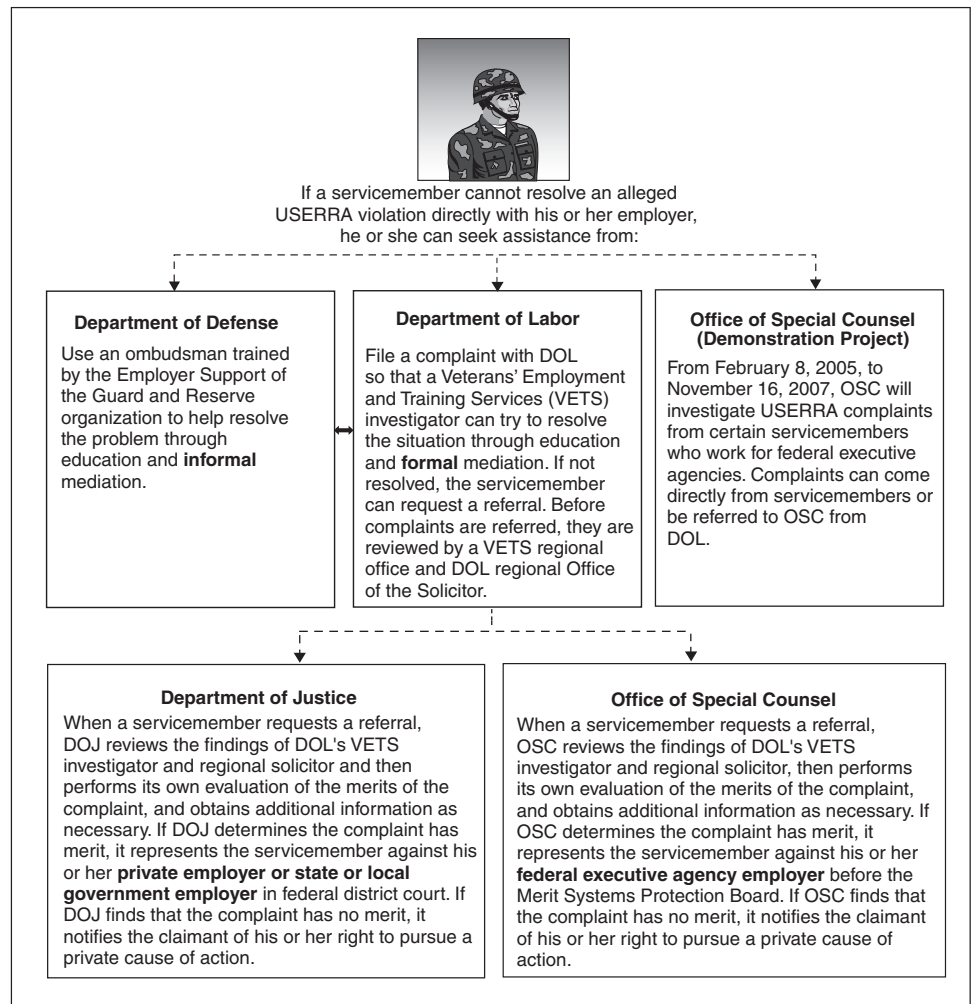 If a servicemember cannot resolve an alleged
USERRA violation directly with his or her employer,
he or she can seek assistance from:
Department of Defense
Use an ombudsman trained
by the Employer Support of
the Guard and Reserve
organization to help resolve
the problem through
education and informal
mediation.
Department of Labor
File a complaint with DOL
so that a Veterans' Employment
and Training Services (VETS)
investigator can try to resolve
the situation through education
and formal mediation. If not
resolved, the servicemember
can request a referral. Before
complaints are referred, they are
reviewed by a VETS regional
office and DOL regional Office
of the Solicitor.
Office of Special Counsel
(Demonstration Project)
From February 8, 2005, to
November 16, 2007, OSC will
investigate USERRA complaints
from certain servicemembers
who work for federal executive
agencies. Complaints can come
directly from servicemembers or
be referred to OSC from
DOL.
Department of Justice
When a servicemember requests a referral,
DOJ reviews the findings of DOL's VETS
investigator and regional solicitor and then
performs its own evaluation of the merits of the
complaint, and obtains additional information as
necessary. If DOJ determines the complaint has
merit, it represents the servicemember against his
or her private employer or state or local
government employer in federal district court. If
DOJ finds that the complaint has no merit, it
notifies the claimant of his or her right to pursue a
private cause of action.
Office of Special Counsel
When a servicemember requests a referral,
OSC reviews the findings of DOL's VETS
investigator and regional solicitor, then performs
its own evaluation of the merits of the complaint,
and obtains additional information as necessary. If
OSC determines the complaint has merit, it
represents the servicemember against his or her
federal executive agency employer before the
Merit Systems Protection Board. If OSC finds that
the complaint has no merit, it notifies the claimant
of his or her right to pursue a private cause of
action.